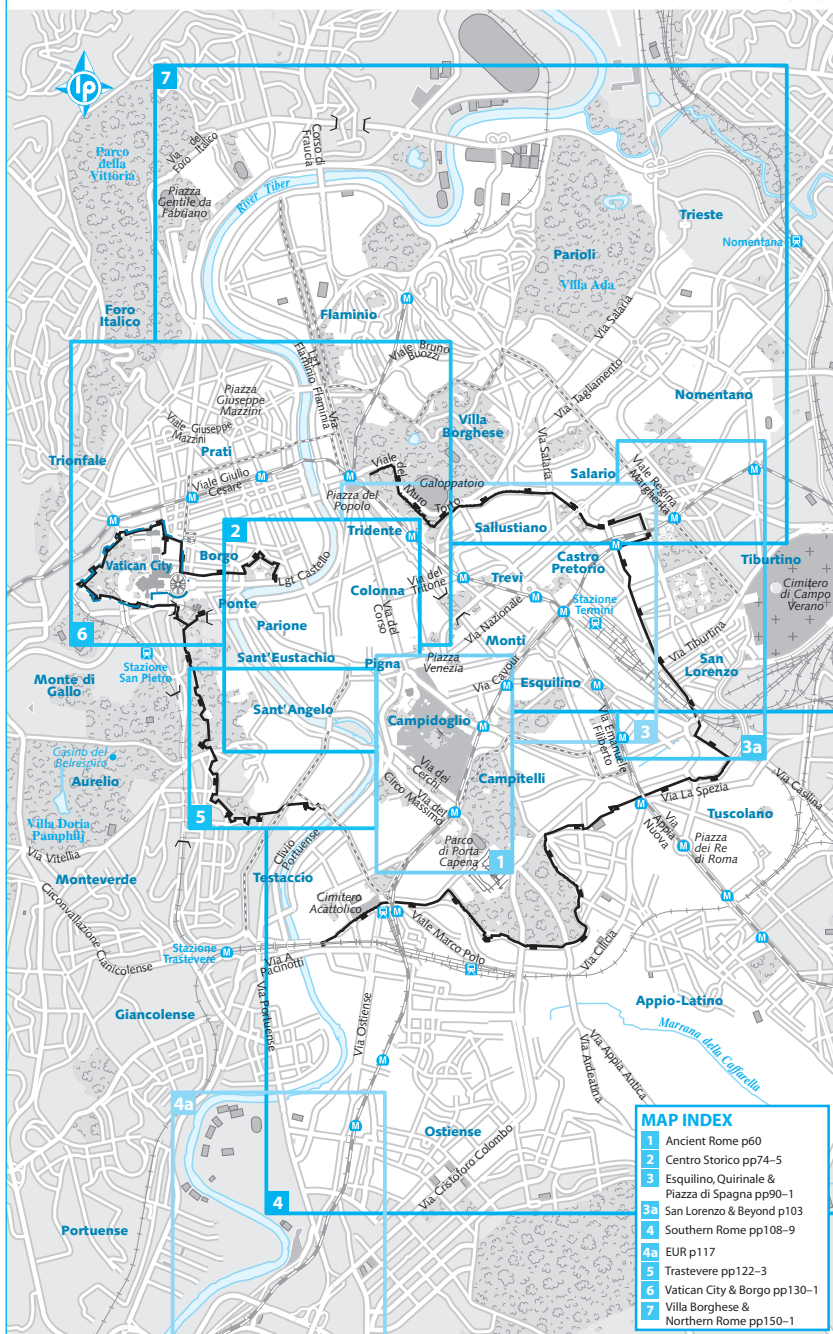 lp
7
Parco
della
Vittoria
Via del
Foro Italico
Corso di
Francia
Piazza
Gentile da
Fabriano
River Tiber
Trieste
Nomentana
Parioli
Villa Ada
Foro
Italico
Flaminio
Via Salaria
Lgt
Flaminio
Via Flaminia
Viale Bruno
Buozzi
Piazza
Giuseppe
Mazzini
Viale Giuseppe
Mazzini
Via Tagliamento
Nomentano
Villa
Borghese
Prati
Trionfale
Via Salaria
Salario
Viale Regina
Margherita
Viale Giulio
Cesare
Viale del
Muro
Torto
Galoppatoio
Piazza del
Popolo
2
Tridente
Sallustiano
Vatican City
Borgo
Lgt Castello
Castro
Pretorio
Tiburtino
Colonna
Via del
Tritone
Trevi
Cimitero
di Campo
Verano
Ponte
Via del
Corso
Stazione
Termini
Parione
Via Nazionale
Monti
Via Tiburtina
6
Stazione
San Pietro
Sant'Eustachio
Pigna
Piazza
Venezia
San
Lorenzo
Monte di
Gallo
Via Cavour
Esquilino
Sant'Angelo
Campidoglio
Via Emanuele
Filiberto
3
3a
Casino del
Belrespiro
Aurelio
Via dei
Cerchi
Campitelli
Via La Spezia
Via Casilina
Villa Doria
Pamphilj
5
Via del
Circo Massimo
Tuscolano
Via
Appia
Nuova
Piazza
dei Re
di Roma
Via Vitellia
Clivio
Portuense
Parco
di Porta
Capena
1
Monteverde
Testaccio
Circonvallazione Gianicolense
Cimitero
Acattolico
Viale Marco Polo
Via Cilicia
Stazione
Trastevere
Via A.
Pacinotti
Appio-Latino
Giancolense
Via Portuense
Via Ostiense
Marrana della Caffarella
Via Ardeatina
Via Appia Antica
4a
Ostiense
Via Cristoforo Colombo
4
Portuense
MAP INDEX
1 Ancient Rome p60
2 Centro Storico pp74–5
3 Esquilino, Quirinale &
Piazza di Spagna pp90–1
3a San Lorenzo & Beyond p103
4 Southern Rome pp108–9
4a EUR p117
5 Trastevere pp122–3
6 Vatican City & Borgo pp130–1
7 Villa Borghese &
Northern Rome pp150–1